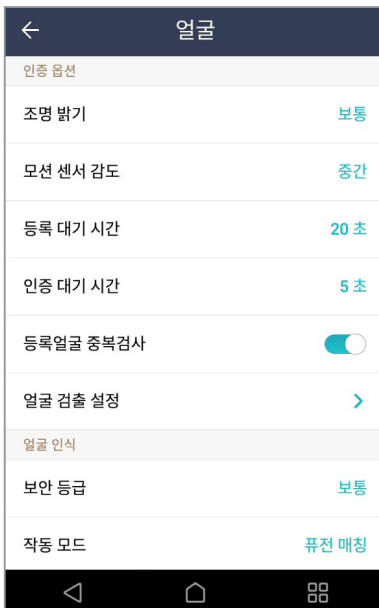 얼굴
인증 옵션
조명 밝기 보통
모션 센서 감도 중간
등록 대기 시간 20 초
인증 대기 시간 5 초
등록얼굴 중복검사
얼굴 검출 설정
얼굴 인식
보안 등급 보통
작동 모드 퓨전 매칭